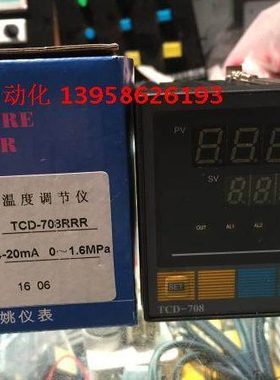 动化 13958626193
RE
R
温度调节仪
TCD-708RRR
-20mA 0～1.6MPa
16 06
姚仪表
PV
SV
OUT AL1 AL2
SET
TCD-708